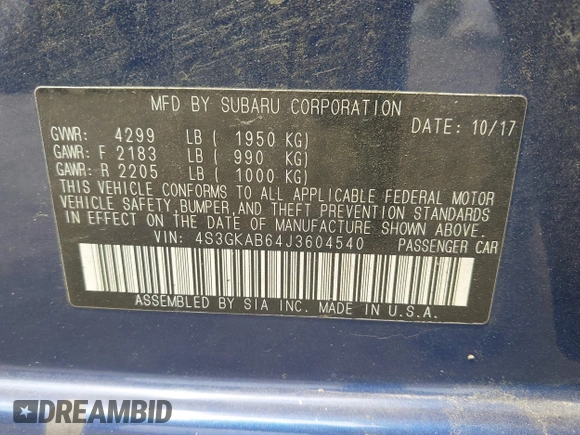 MFD BY SUBARU CORPORATION
GVWR: 4299 LB ( 1950 KG) DATE: 10/17
GAWR: F 2183 LB ( 990 KG)
GAWR: R 2205 LB ( 1000 KG)
THIS VEHICLE CONFORMS TO ALL APPLICABLE FEDERAL MOTOR
VEHICLE SAFETY,BUMPER,AND THEFT PREVENTION STANDARDS
IN EFFECT ON THE DATE OF MANUFACTURE SHOWN ABOVE.
VIN: 4S3GKAB64J3604540 PASSENGER CAR
ASSEMBLED BY SIA INC. MADE IN U.S.A.
DREAMBID